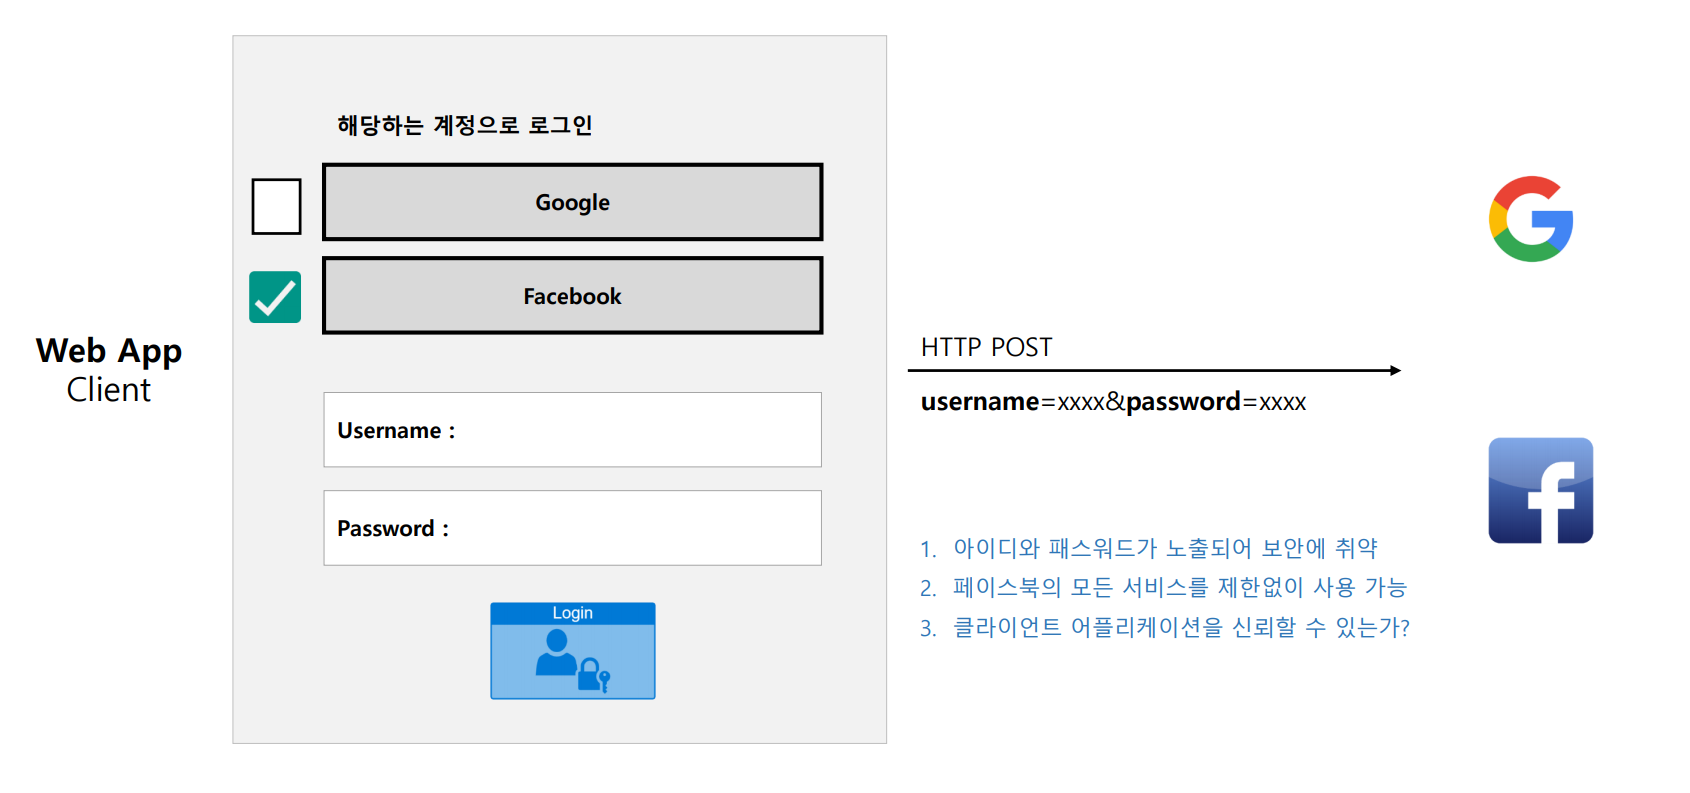 해당하는 계정으로 로그인
Google
Facebook
Web App
Client
Username :
Password :
Login
HTTP POST
username=xxxx&password=xxxx
1. 아이디와 패스워드가 노출되어 보안에 취약
2. 페이스북의 모든 서비스를 제한없이 사용 가능
3. 클라이언트 어플리케이션을 신뢰할 수 있는가?